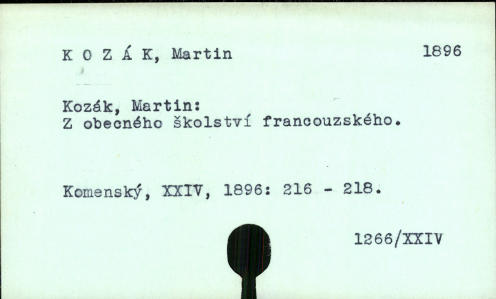 K O Z Á K, Martin 1896
Kozák, Martin:
Z obecného školství francouzského.
Komenský, XXIV, 1896: 216 - 218.
1266/XXIV